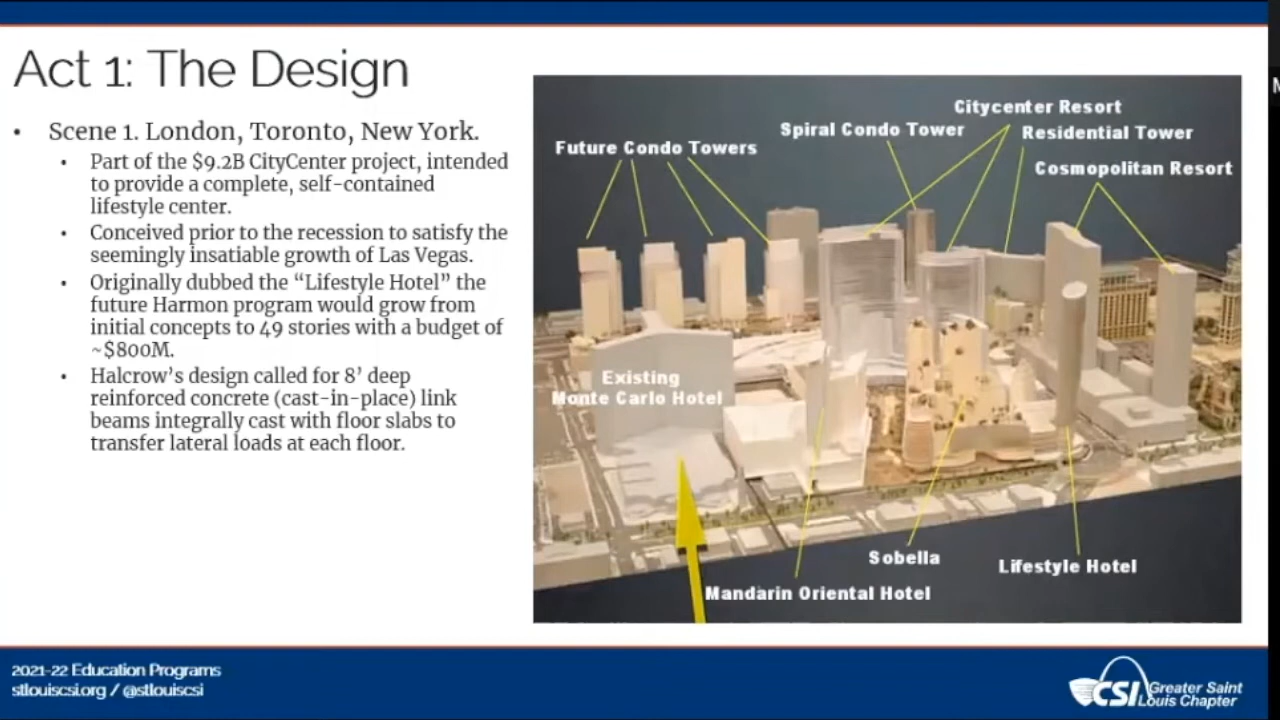 Act 1: The Design
• Scene 1. London, Toronto, New York.
• Part of the $9.2B CityCenter project, intended
to provide a complete, self-contained
lifestyle center.
• Conceived prior to the recession to satisfy the
seemingly insatiable growth of Las Vegas.
• Originally dubbed the “Lifestyle Hotel” the
future Harmon program would grow from
initial concepts to 49 stories with a budget of
~$800M.
• Halcrow’s design called for 8’ deep
reinforced concrete (cast-in-place) link
beams integrally cast with floor slabs to
transfer lateral loads at each floor.
Citycenter Resort
Spiral Condo Tower
Residential Tower
Future Condo Towers
Cosmopolitan Resort
Existing
Monte Carlo Hotel
Sobella
Lifestyle Hotel
Mandarin Oriental Hotel
2021-22 Education Programs
stlouiscsi.org / @stlouiscsi
CSI Greater Saint
Louis Chapter